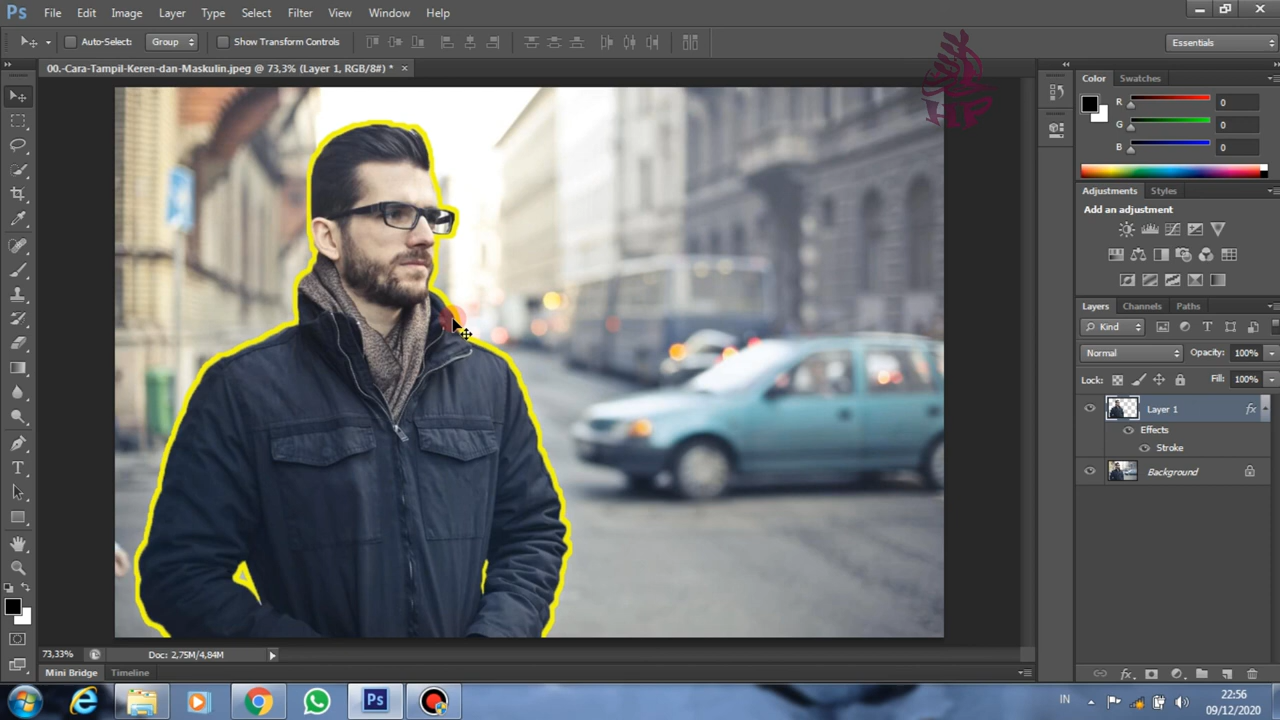 Ps File Edit Image Layer Type Select Filter View Window Help
Auto-Select: Group Show Transform Controls Essentials
00.-Cara-Tampil-Keren-dan-Maskulin.jpeg @ 73,3% (Layer 1, RGB/8#) *
HP
Color Swatches
R 0
G 0
B 0
Adjustments Styles
Add an adjustment
Layers Channels Paths
Kind
Normal Opacity: 100%
Lock: Fill: 100%
Layer 1 fx
Effects
Stroke
Background
73,33% Doc: 2,75M/4,84M
Mini Bridge Timeline
fx
Ps
IN
22:56
09/12/2020